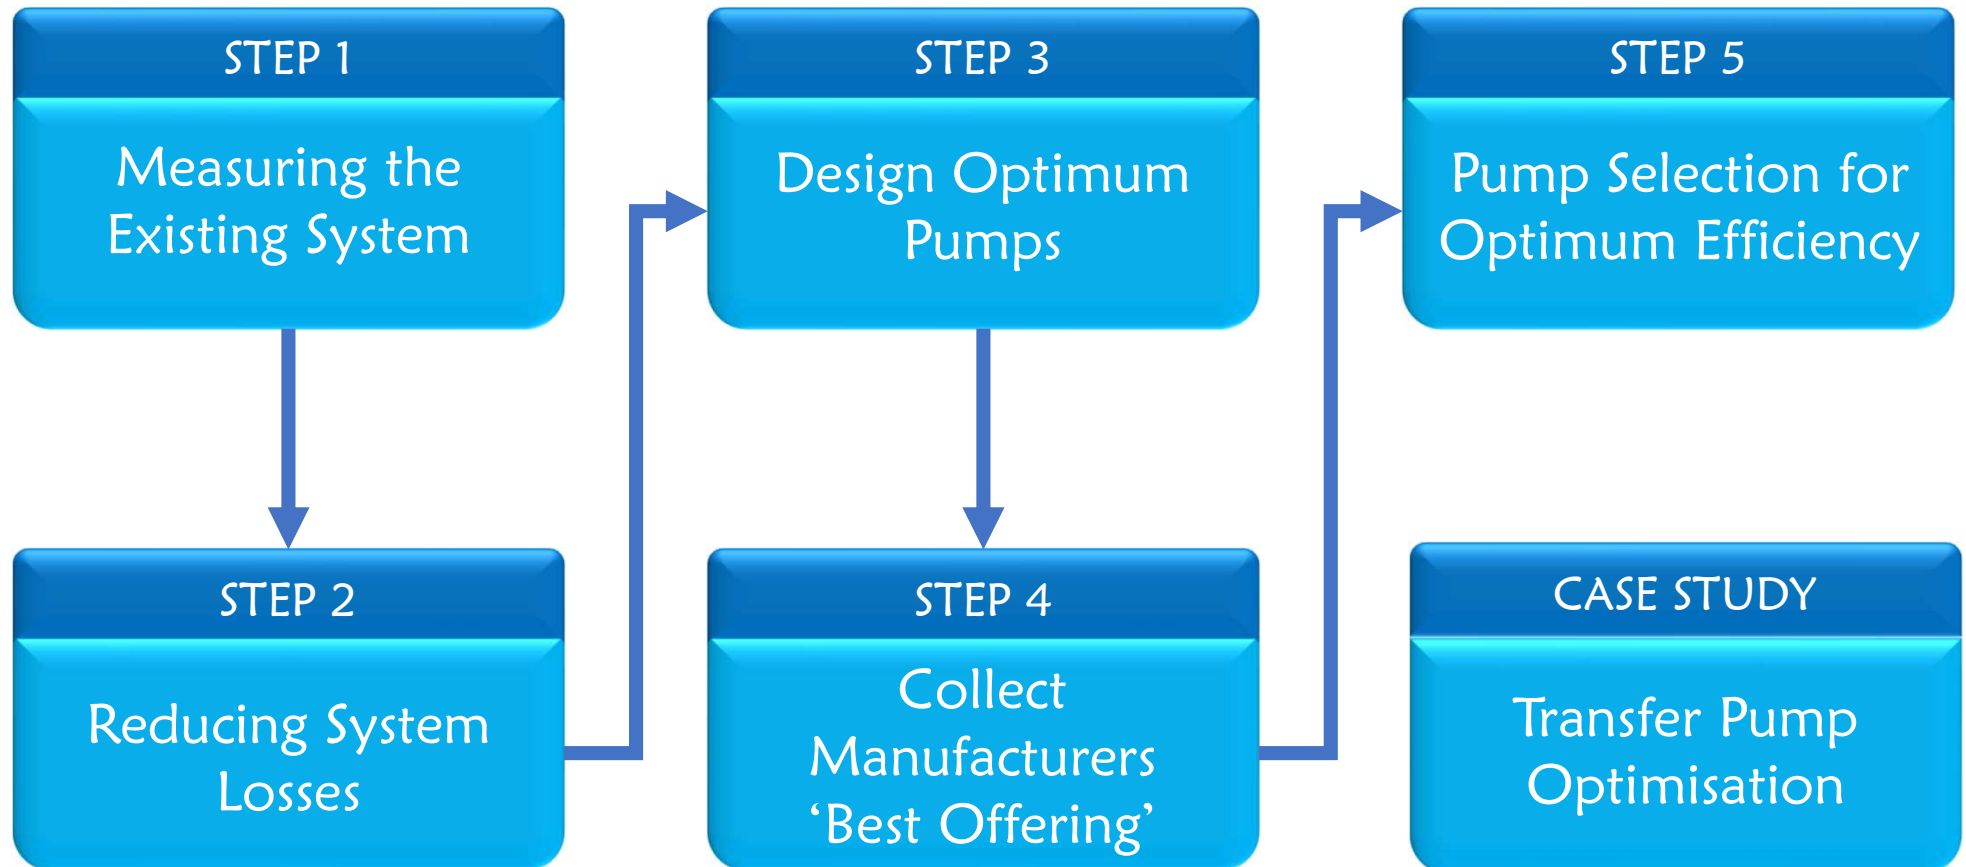 STEP 1
Measuring the
Existing System
STEP 2
Reducing System
Losses
STEP 3
Design Optimum
Pumps
STEP 4
Collect
Manufacturers
‘Best Offering’
STEP 5
Pump Selection for
Optimum Efficiency
CASE STUDY
Transfer Pump
Optimisation